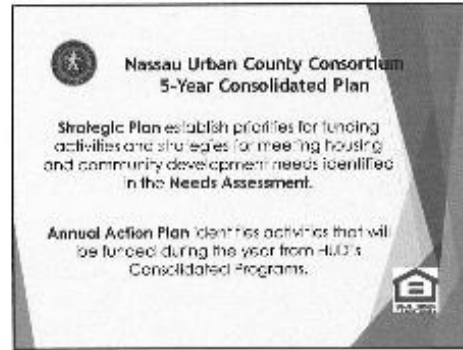 Nassau Urban County Consortium
5-Year Consolidated Plan
Strategic Plan establish priorities for funding
activities and strategies for meeting housing
and community development needs identified
in the Needs Assessment.
Annual Action Plan identifies activities that will
be funded during the year from HUD's
Consolidated Programs.